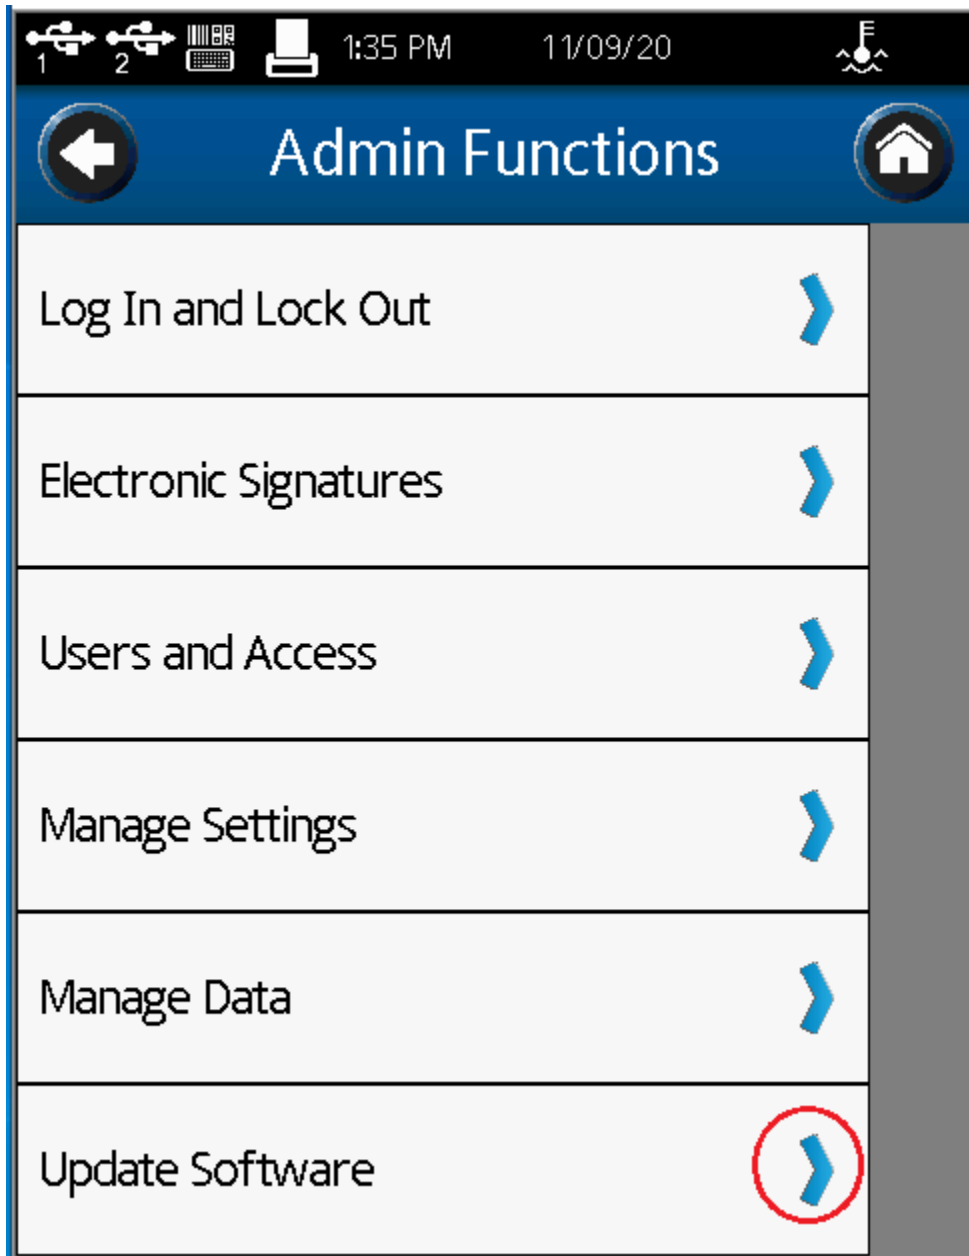 1 2 1:35 PM 11/09/20
Admin Functions
Log In and Lock Out
Electronic Signatures
Users and Access
Manage Settings
Manage Data
Update Software